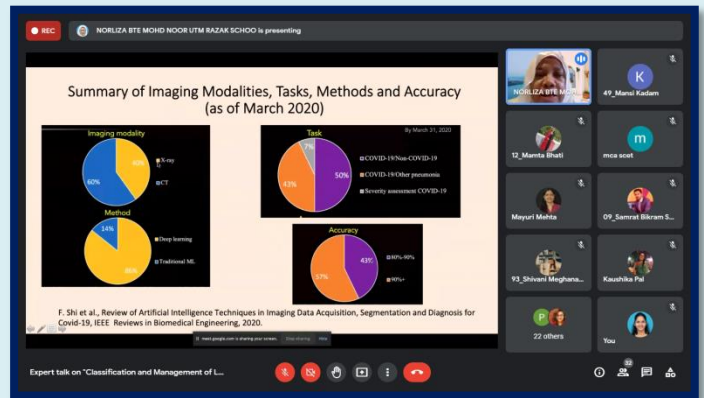 REC
NORLIZA BTE MOHD NOOR UTM RAZAK SCHOO is presenting
Summary of Imaging Modalities, Tasks, Methods and Accuracy
(as of March 2020)
Imaging modality
40%
60%
X-ray
CT
Method
14%
86%
Deep learning
Traditional ML
Task
By March 31, 2020
7%
50%
43%
COVID-19/Non-COVID-19
COVID-19/Other pneumonia
Severity assessment COVID-19
Accuracy
43%
57%
80%-90%
90%+
F. Shi et al., Review of Artificial Intelligence Techniques in Imaging Data Acquisition, Segmentation and Diagnosis for
Covid-19, IEEE Reviews in Biomedical Engineering, 2020.
meet.google.com is sharing your screen.
Stop sharing
Hide
NORLIZA BTE MOH...
K
49_Mansi Kadam
12_Mamta Bhati
m
mca scet
Mayuri Mehta
09_Samrat Bikram S...
93_Shivani Meghana...
Kaushika Pal
P
22 others
You
Expert talk on "Classification and Management of L...
32